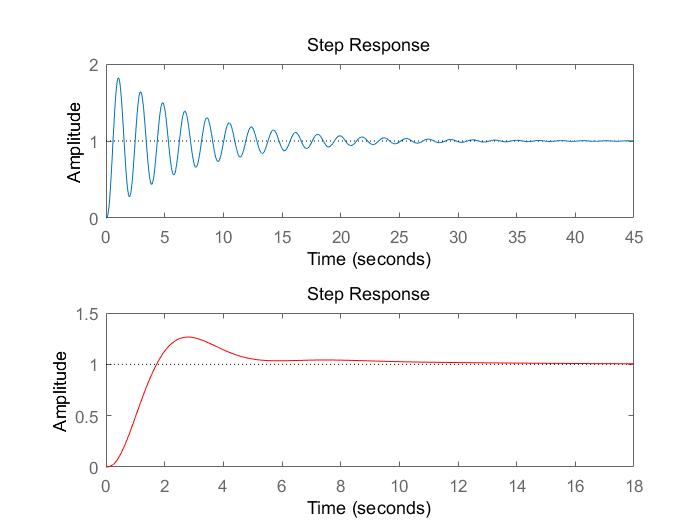 Step Response
2
1
0
Amplitude
0 5 10 15 20 25 30 35 40 45
Time (seconds)
Step Response
1.5
1
0.5
0
Amplitude
0 2 4 6 8 10 12 14 16 18
Time (seconds)